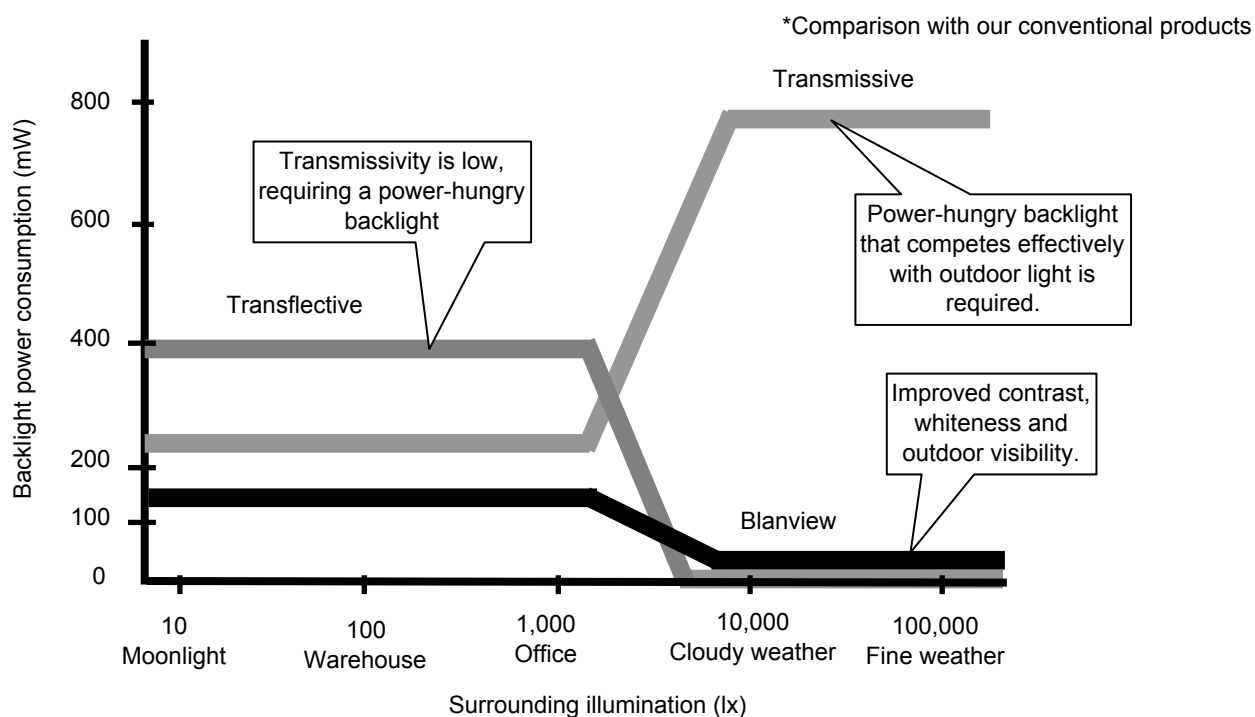 *Comparison with our conventional products
Transmissive
Backlight power consumption (mW)
800
600
400
200
100
0
Transmissivity is low,
requiring a power-hungry
backlight
Transflective
Power-hungry backlight
that competes effectively
with outdoor light is
required.
Improved contrast,
whiteness and
outdoor visibility.
Blanview
10
Moonlight
100
Warehouse
1,000
Office
10,000
Cloudy weather
100,000
Fine weather
Surrounding illumination (lx)